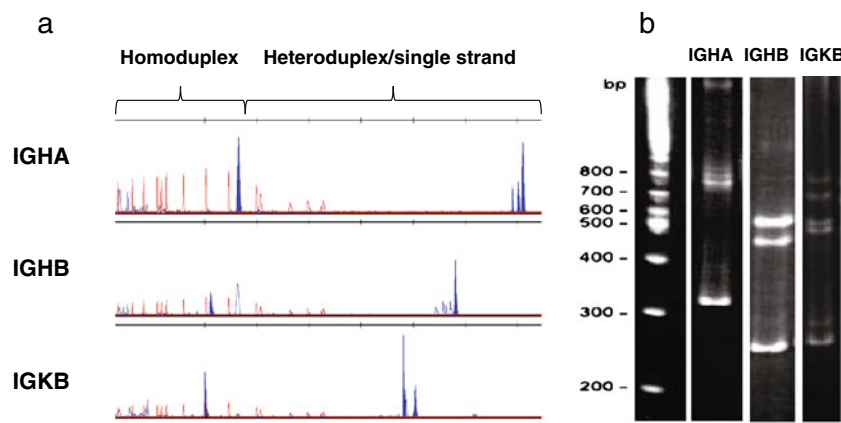 a
Homoduplex
Heteroduplex/single strand
IGHA
IGHB
IGKB
b
IGHA IGHB IGKB
bp
800 –
700 –
600 –
500 –
400 –
300 –
200 –